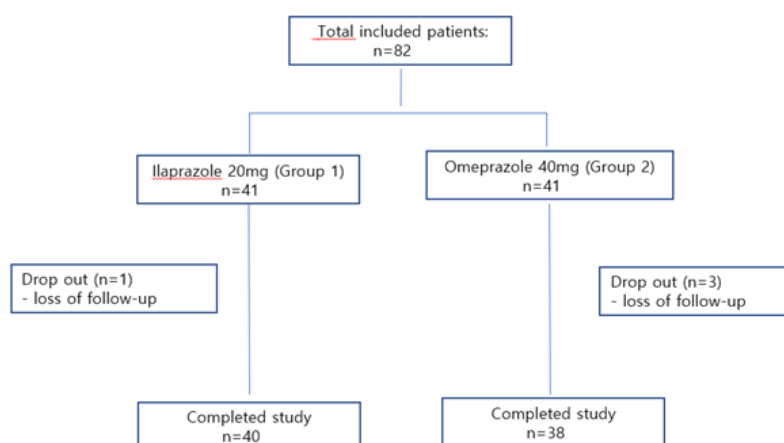 Total included patients:
n=82
Ilaprazole 20mg (Group 1)
n=41
Omeprazole 40mg (Group 2)
n=41
Drop out (n=1)
- loss of follow-up
Drop out (n=3)
- loss of follow-up
Completed study
n=40
Completed study
n=38